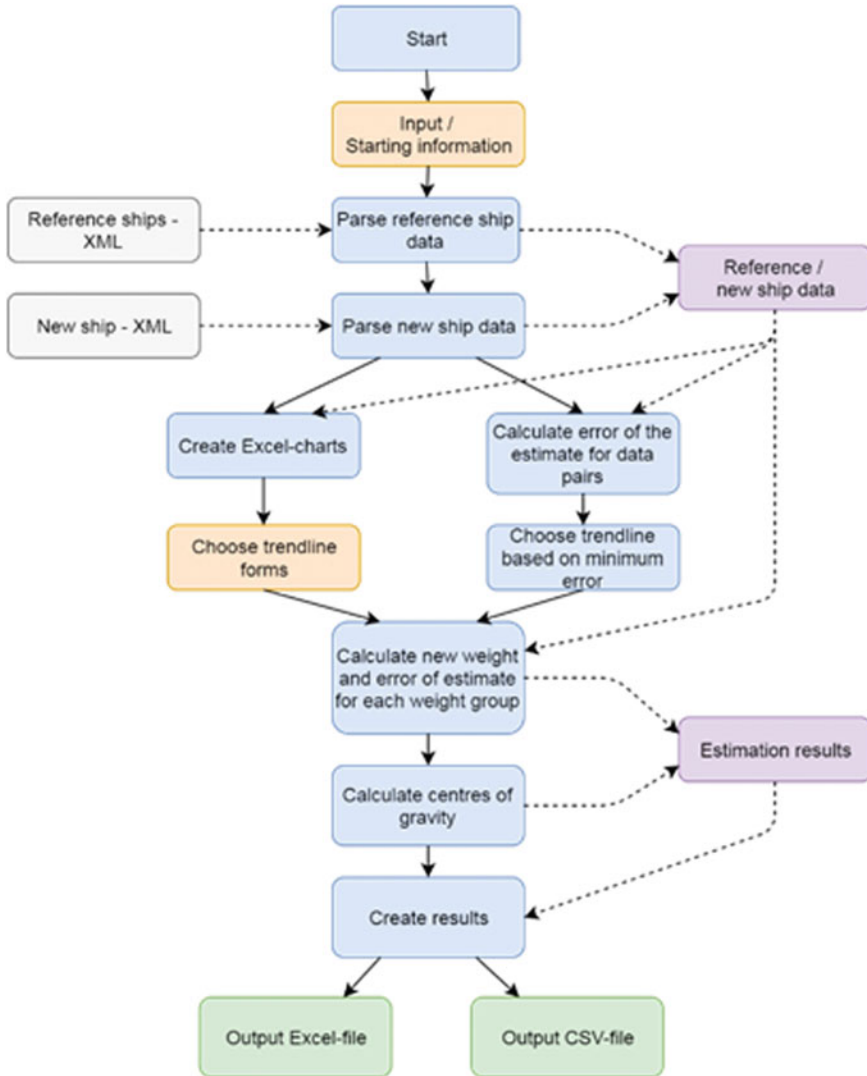 Start
Input /
Starting information
Reference ships -
XML
Parse reference ship
data
Reference /
new ship data
New ship - XML
Parse new ship data
Create Excel-charts
Calculate error of the
estimate for data
pairs
Choose trendline
forms
Choose trendline
based on minimum
error
Calculate new weight
and error of estimate
for each weight group
Estimation results
Calculate centres of
gravity
Create results
Output Excel-file
Output CSV-file